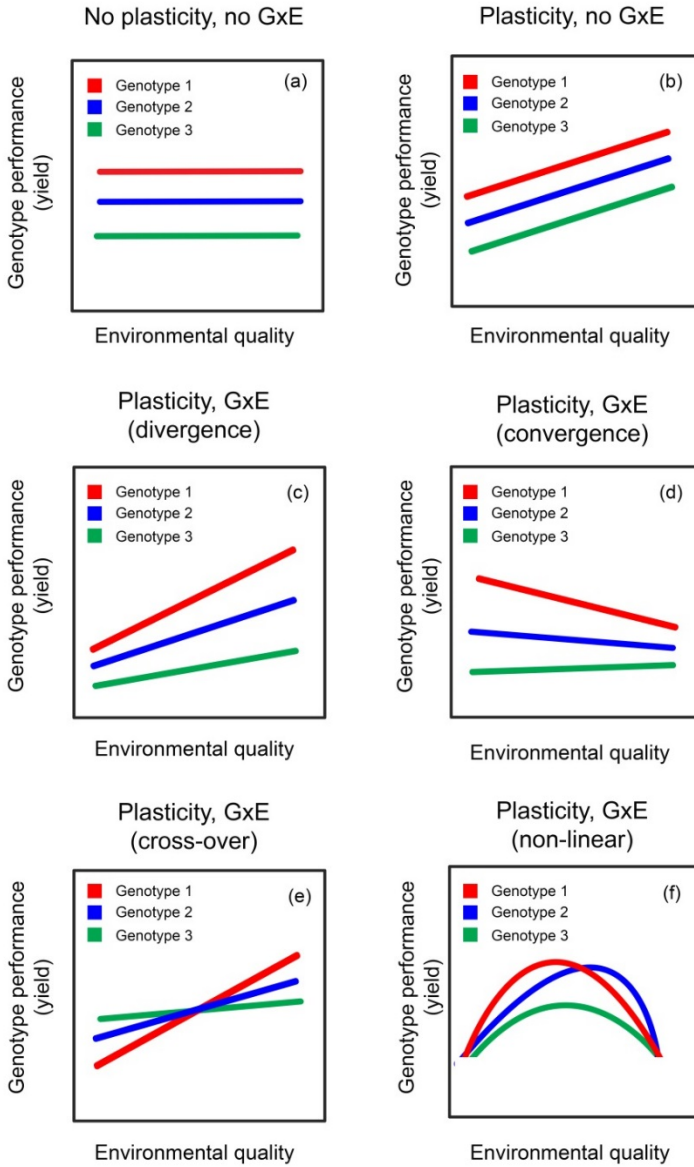 No plasticity, no GxE
Genotype performance
(yield)
Genotype 1
Genotype 2
Genotype 3
(a)
Environmental quality
Plasticity, no GxE
Genotype performance
(yield)
Genotype 1
Genotype 2
Genotype 3
(b)
Environmental quality
Plasticity, GxE
(divergence)
Genotype performance
(yield)
Genotype 1
Genotype 2
Genotype 3
(c)
Environmental quality
Plasticity, GxE
(convergence)
Genotype performance
(yield)
Genotype 1
Genotype 2
Genotype 3
(d)
Environmental quality
Plasticity, GxE
(cross-over)
Genotype performance
(yield)
Genotype 1
Genotype 2
Genotype 3
(e)
Environmental quality
Plasticity, GxE
(non-linear)
Genotype performance
(yield)
Genotype 1
Genotype 2
Genotype 3
(f)
Environmental quality